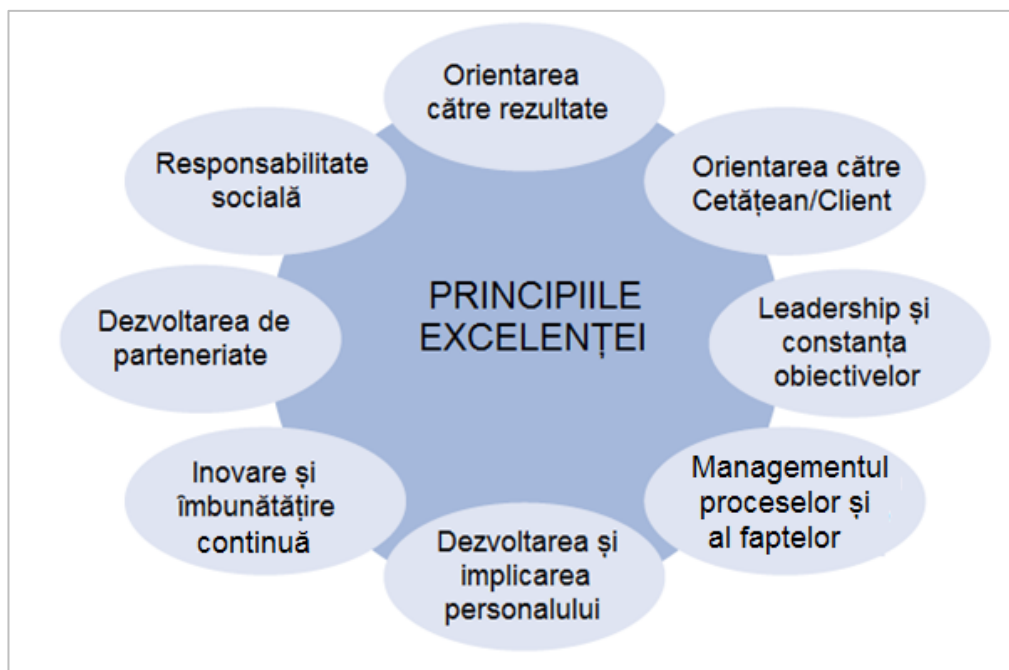 Orientarea
către rezultate
Orientarea către
Cetățean/Client
Leadership și
constanța
obiectivelor
Managementul
proceselor și
al faptelor
Dezvoltarea și
implicarea
personalului
Inovare și
îmbunătățire
continuă
Dezvoltarea de
parteneriate
Responsabilitate
socială
PRINCIPIILE
EXCELENȚEI